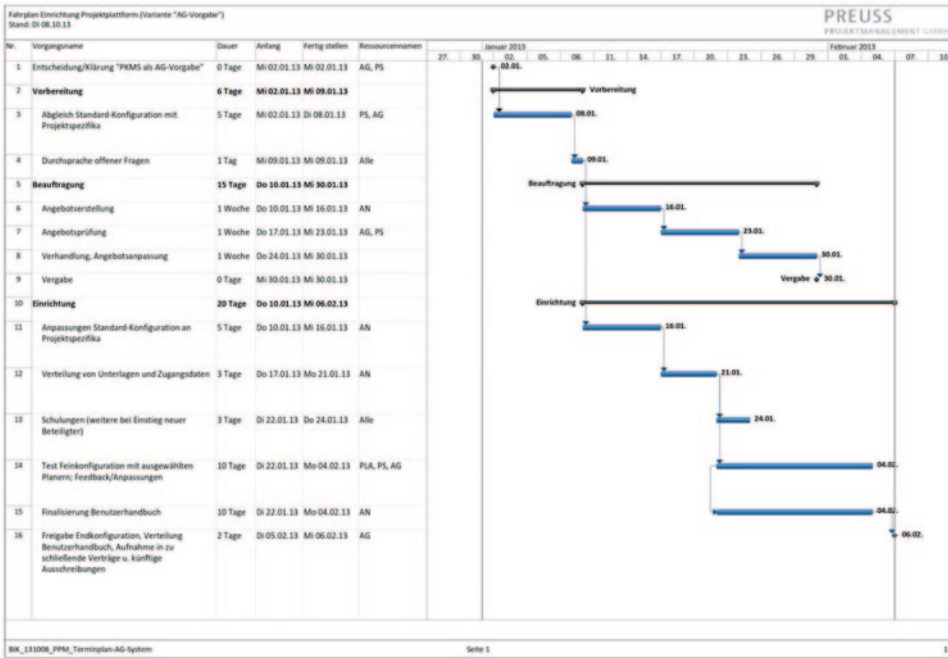 Fahrplan Einrichtung Projektplattform (Variante "AG-Vorgabe")
Stand: Di 08.10.13
PREUSS
PROJEKTMANAGEMENT GMBH
Nr. Vorgangsname Dauer Anfang Fertig stellen Ressourcennamen
Januar 2013 Februar 2013
27. 30. 02. 05. 08. 11. 14. 17. 20. 23. 26. 29. 01. 04. 07. 10.
1 Entscheidung/Klärung "PKMS als AG-Vorgabe" 0 Tage Mi 02.01.13 Mi 02.01.13 AG, PS 02.01.
2 Vorbereitung 6 Tage Mi 02.01.13 Mi 09.01.13 Vorbereitung
3 Abgleich Standard-Konfiguration mit 5 Tage Mi 02.01.13 Di 08.01.13 PS, AG 08.01.
Projektspezifika
4 Durchsprache offener Fragen 1 Tag Mi 09.01.13 Mi 09.01.13 Alle 09.01.
5 Beauftragung 15 Tage Do 10.01.13 Mi 30.01.13 Beauftragung
6 Angebotserstellung 1 Woche Do 10.01.13 Mi 16.01.13 AN 16.01.
7 Angebotsprüfung 1 Woche Do 17.01.13 Mi 23.01.13 AG, PS 23.01.
8 Verhandlung, Angebotsanpassung 1 Woche Do 24.01.13 Mi 30.01.13 30.01.
9 Vergabe 0 Tage Mi 30.01.13 Mi 30.01.13 Vergabe 30.01.
10 Einrichtung 20 Tage Do 10.01.13 Mi 06.02.13 Einrichtung
11 Anpassungen Standard-Konfiguration an 5 Tage Do 10.01.13 Mi 16.01.13 AN 16.01.
Projektspezifika
12 Verteilung von Unterlagen und Zugangsdaten 3 Tage Do 17.01.13 Mo 21.01.13 AN 21.01.
13 Schulungen (weitere bei Einstieg neuer 3 Tage Di 22.01.13 Do 24.01.13 Alle 24.01.
Beteiligter)
14 Test Feinkonfiguration mit ausgewählten 10 Tage Di 22.01.13 Mo 04.02.13 PLA, PS, AG 04.02.
Planern; Feedback/Anpassungen
15 Finalisierung Benutzerhandbuch 10 Tage Di 22.01.13 Mo 04.02.13 AN 04.02.
16 Freigabe Endkonfiguration, Verteilung 2 Tage Di 05.02.13 Mi 06.02.13 AG 06.02.
Benutzerhandbuch, Aufnahme in zu
schließende Verträge u. künftige
Ausschreibungen
BIK_131008_PPM_Terminplan-AG-System Seite 1